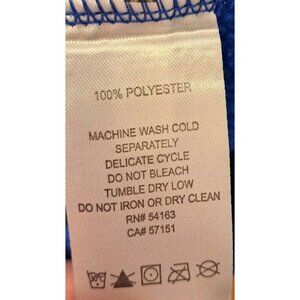 100% POLYESTER
MACHINE WASH COLD
SEPARATELY
DELICATE CYCLE
DO NOT BLEACH
TUMBLE DRY LOW
DO NOT IRON OR DRY CLEAN
RN# 54163
CA# 57151